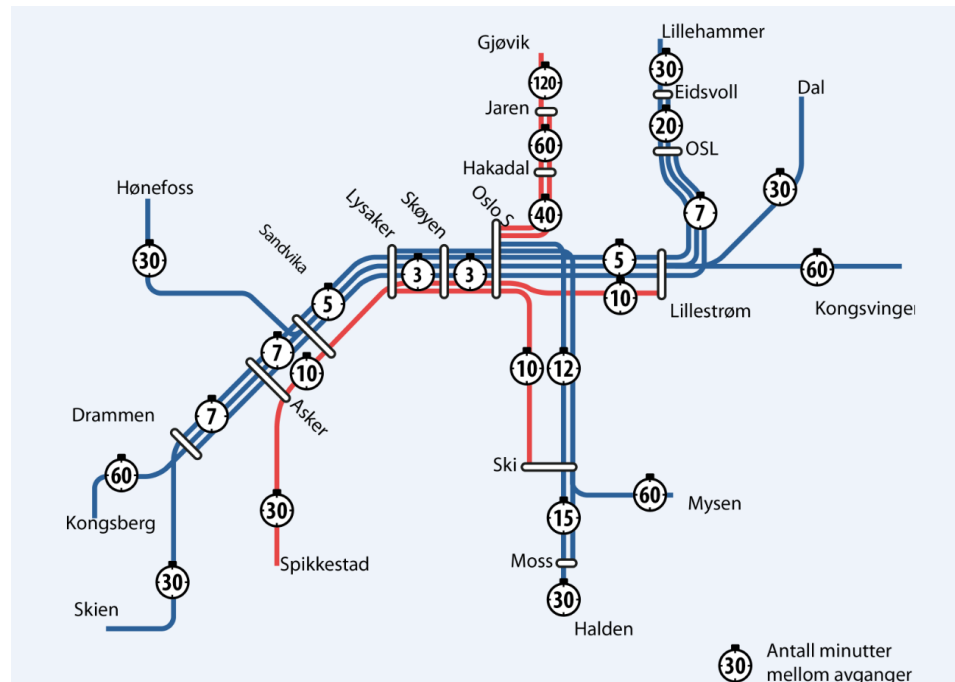 Lillehammer
Gjøvik
30
120
Eidsvoll
Dal
Jaren
20
60
OSL
Hakadal
Hønefoss
30
Lysaker
Skøyen
Oslo S
40
7
Sandvika
30
3
3
5
60
10
Lillestrøm
Kongsvinger
5
7
10
10
12
Asker
Drammen
7
Ski
60
Kongsberg
30
60
Mysen
15
Spikkestad
Moss
30
30
Skien
Halden
30
Antall minutter
mellom avganger